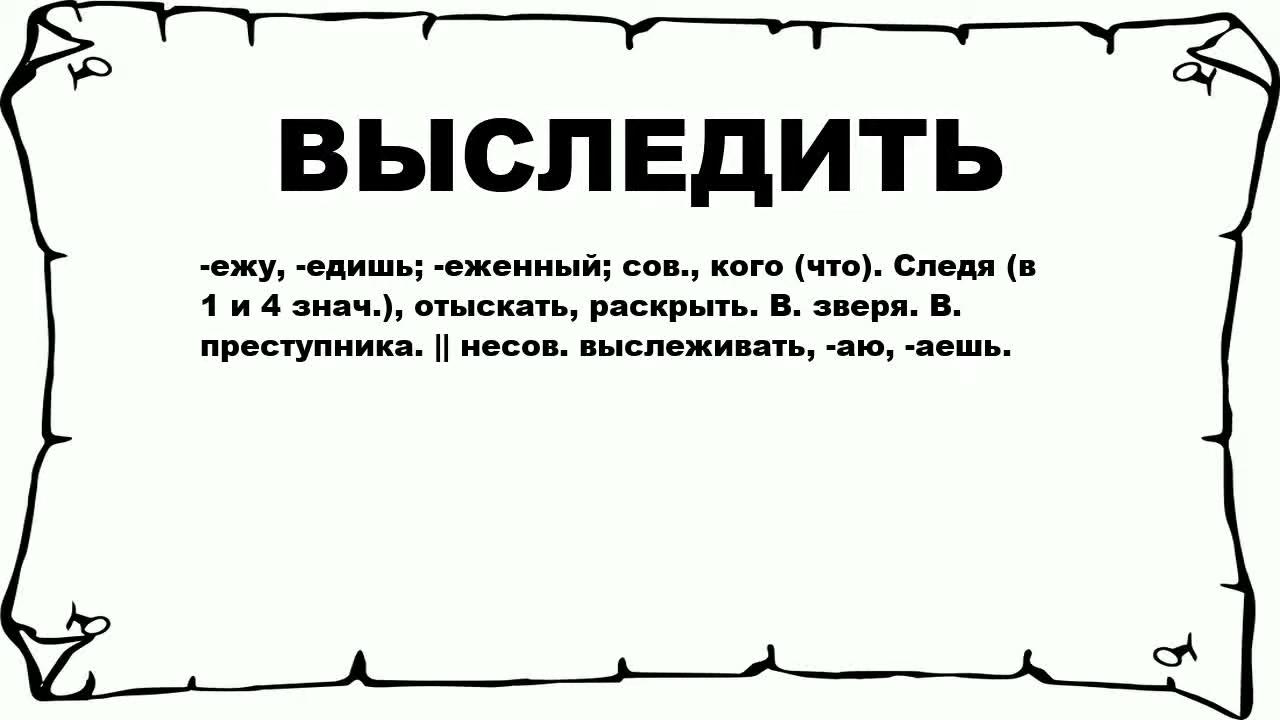 ВЫСЛЕДИТЬ
-ежу, -едишь; -еженный; сов., кого (что). Следя (в
1 и 4 знач.), отыскать, раскрыть. В. зверя. В.
преступника. || несов. выслеживать, -аю, -аешь.